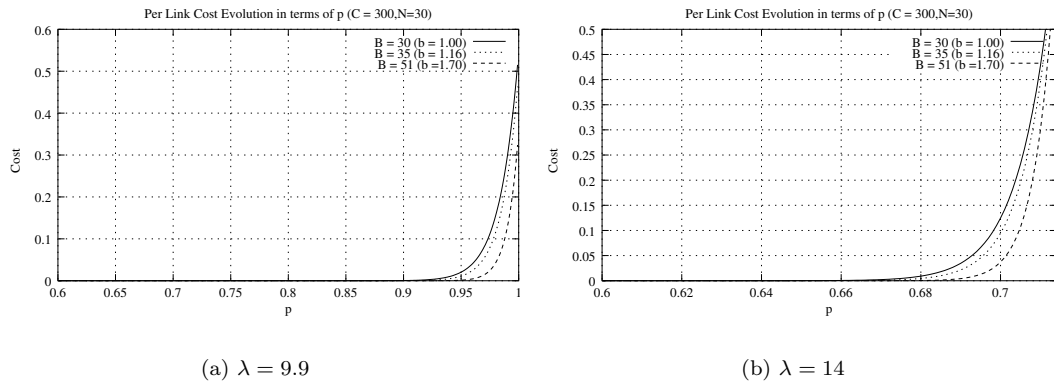 Per Link Cost Evolution in terms of p (C = 300,N=30)
0.6
0.5
0.4
0.3
0.2
0.1
0
Cost
B = 30 (b = 1.00)
B = 35 (b = 1.16)
B = 51 (b =1.70)
0.6 0.65 0.7 0.75 0.8 0.85 0.9 0.95 1
p
(a) λ = 9.9
Per Link Cost Evolution in terms of p (C = 300,N=30)
0.5
0.45
0.4
0.35
0.3
0.25
0.2
0.15
0.1
0.05
0
Cost
B = 30 (b = 1.00)
B = 35 (b = 1.16)
B = 51 (b =1.70)
0.6 0.62 0.64 0.66 0.68 0.7
p
(b) λ = 14